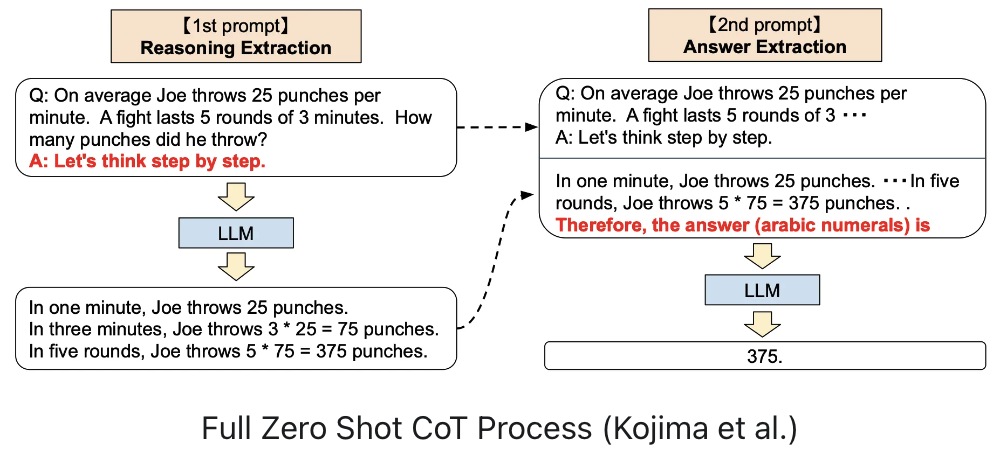 【1st prompt】
Reasoning Extraction
Q: On average Joe throws 25 punches per
minute.  A fight lasts 5 rounds of 3 minutes.  How
many punches did he throw?
A: Let's think step by step.
LLM
In one minute, Joe throws 25 punches.
In three minutes, Joe throws 3 * 25 = 75 punches.
In five rounds, Joe throws 5 * 75 = 375 punches.
【2nd prompt】
Answer Extraction
Q: On average Joe throws 25 punches per
minute.  A fight lasts 5 rounds of 3 ···
A: Let's think step by step.
In one minute, Joe throws 25 punches. ···In five
rounds, Joe throws 5 * 75 = 375 punches. .
Therefore, the answer (arabic numerals) is
LLM
375.
Full Zero Shot CoT Process (Kojima et al.)